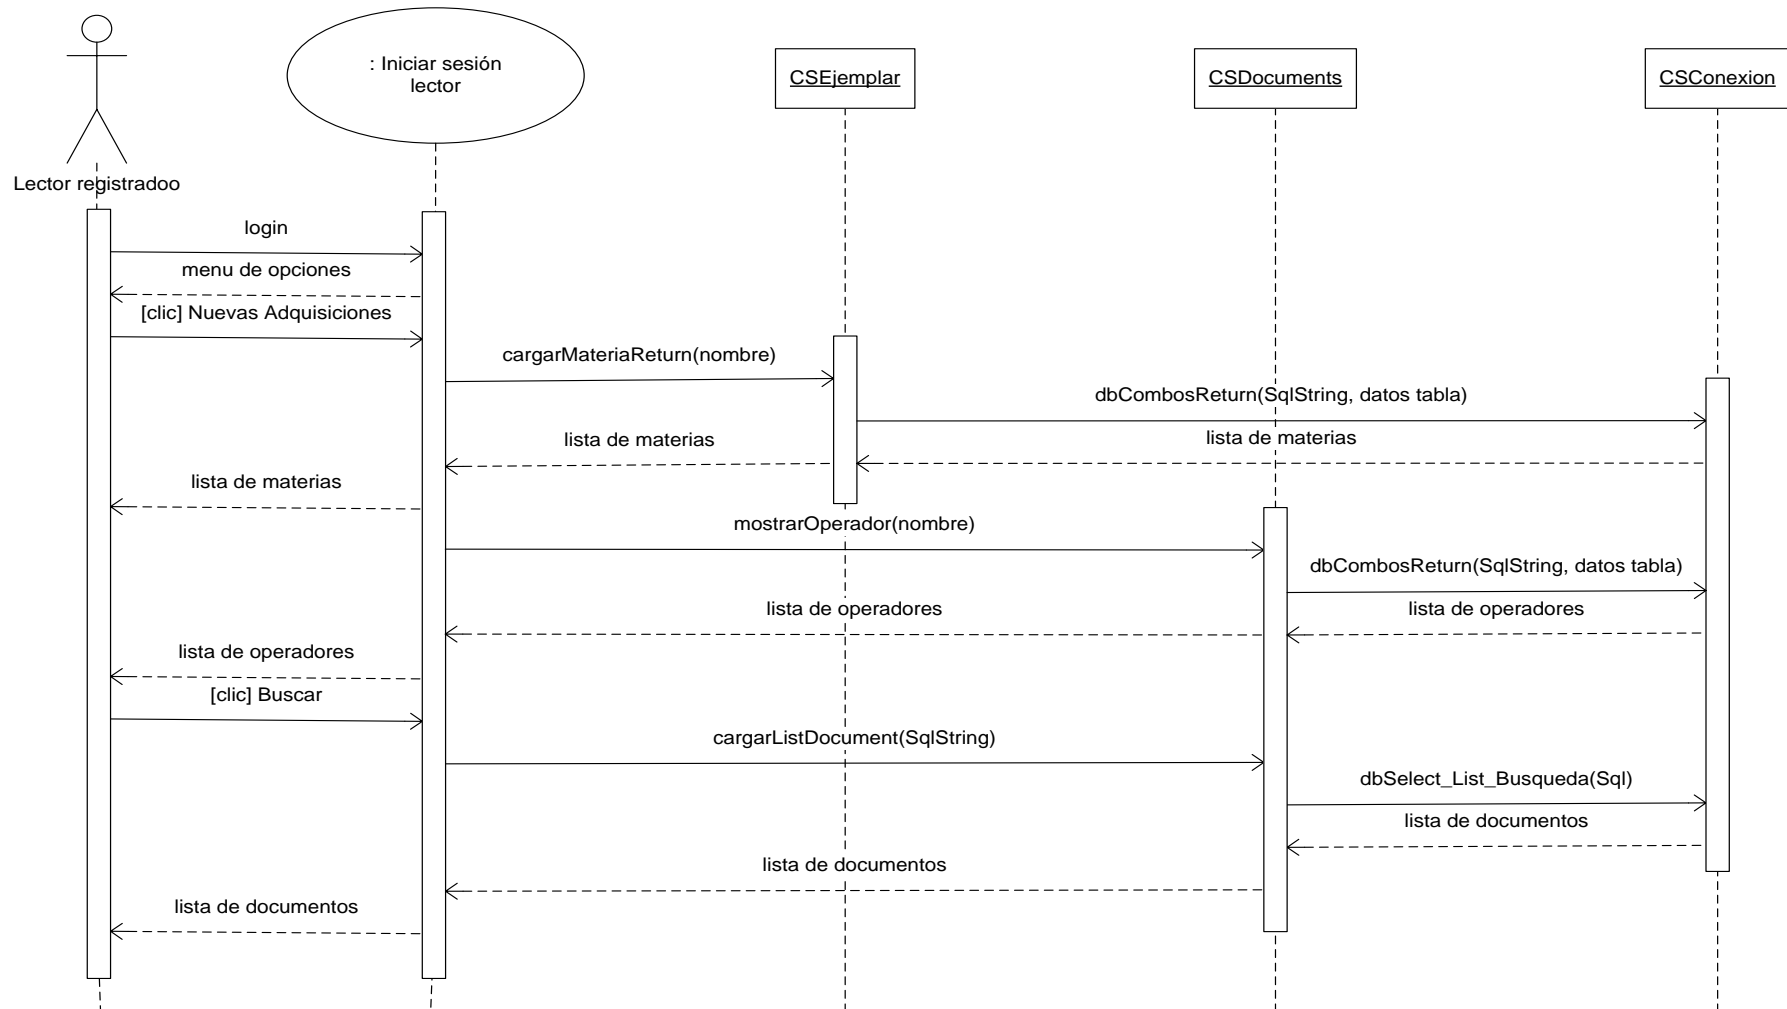 : Iniciar sesión
lector
CSEjemplar
CSDocuments
CSConexion
Lector registradoo
login
menu de opciones
[clic] Nuevas Adquisiciones
cargarMateriaReturn(nombre)
dbCombosReturn(SqlString, datos tabla)
lista de materias
lista de materias
lista de materias
mostrarOperador(nombre)
dbCombosReturn(SqlString, datos tabla)
lista de operadores
lista de operadores
lista de operadores
[clic] Buscar
cargarListDocument(SqlString)
dbSelect_List_Busqueda(Sql)
lista de documentos
lista de documentos
lista de documentos